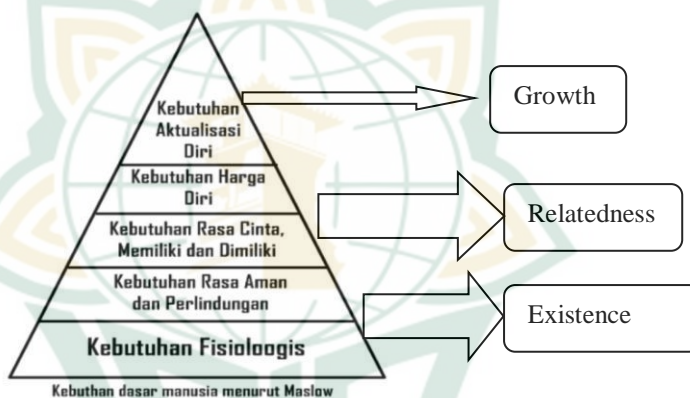 Kebutuhan
Aktualisasi
Diri
Kebutuhan Harga
Diri
Kebutuhan Rasa Cinta,
Memiliki dan Dimiliki
Kebutuhan Rasa Aman
dan Perlindungan
Kebutuhan Fisioloogis
Kebuthan dasar manusia menurut Maslow
Growth
Relatedness
Existence